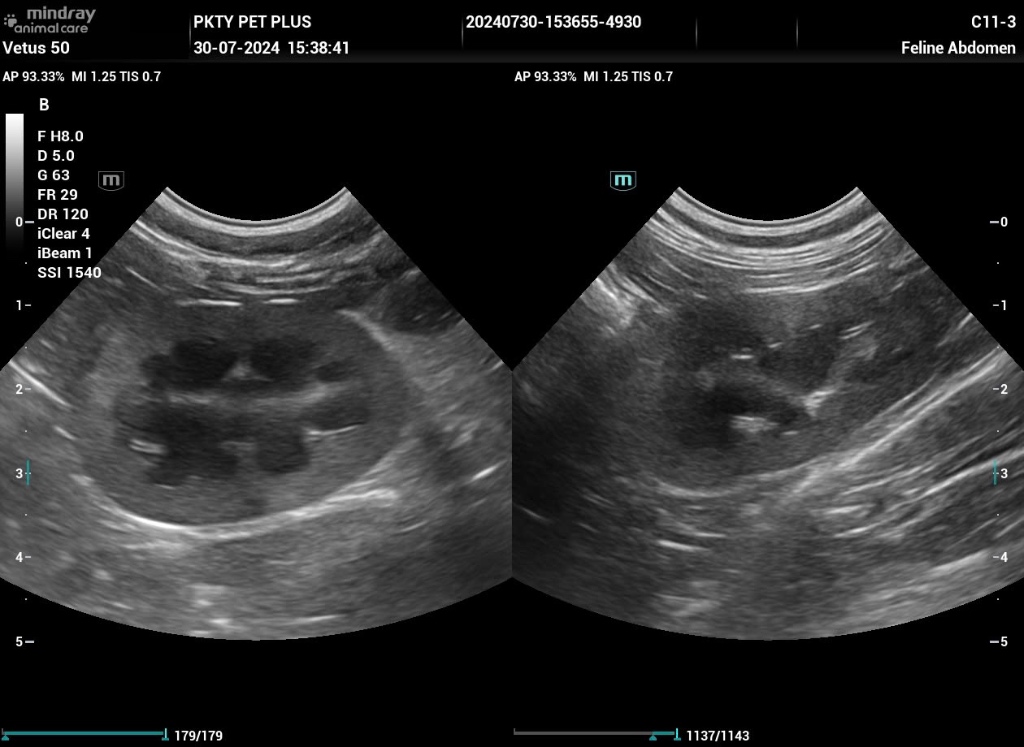 mindray
animal care
Vetus 50
PKTY PET PLUS
30-07-2024 15:38:41
20240730-153655-4930
C11-3
Feline Abdomen
AP 93.33% MI 1.25 TIS 0.7
AP 93.33% MI 1.25 TIS 0.7
B
F H8.0
D 5.0
G 63
FR 29
DR 120
iClear 4
iBeam 1
SSI 1540
m
m
0
1
2
3
4
5
0
1
2
3
4
5
179/179
1137/1143